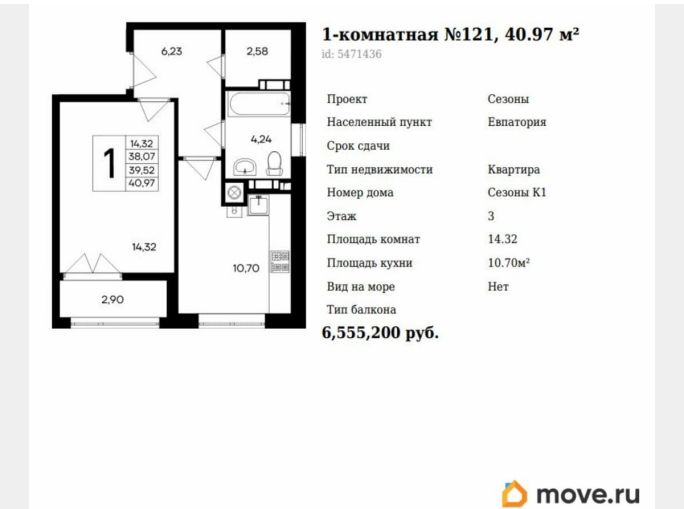 6,23
2,58
4,24
1
14,32
38,07
39,52
40,97
14,32
10,70
2,90
1-комнатная №121, 40.97 м²
id: 5471436
Проект Сезоны
Населенный пункт Евпатория
Срок сдачи
Тип недвижимости Квартира
Номер дома Сезоны К1
Этаж 3
Площадь комнат 14.32
Площадь кухни 10.70м²
Вид на море Нет
Тип балкона
6,555,200 руб.
move.ru